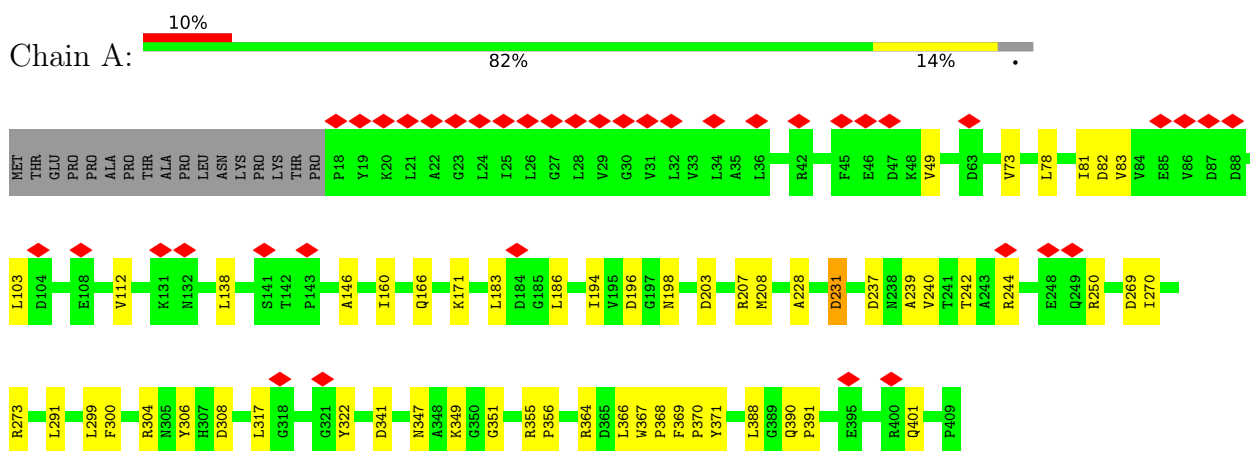 10%
Chain A:
82%
14%
•
MET THR GLU PRO PRO ALA PRO THR ALA PRO LEU ASN LYS PRO LYS THR PRO P18 Y19 K20 L21 A22 G23 L24 I25 L26 G27 L28 V29 G30 V31 L32 V33 L34 A35 L36 R42 F45 E46 D47 K48 V49 D63 V73 L78 I81 D82 V83 V84 E85 V86 D87 D88
L103 D104 E108 V112 K131 N132 L138 S141 T142 P143 A146 I160 Q166 K171 L183 D184 G185 L186 I194 V195 D196 G197 N198 D203 R207 M208 A228 D231 D237 N238 A239 V240 T241 T242 A243 R244 E248 Q249 R250 D269 I270
R273 L291 L299 F300 R304 N305 Y306 H307 D308 L317 G318 G321 Y322 D341 N347 A348 K349 G350 G351 R355 P356 R364 D365 L366 W367 P368 F369 P370 Y371 L388 G389 Q390 P391 E395 R400 Q401 P409